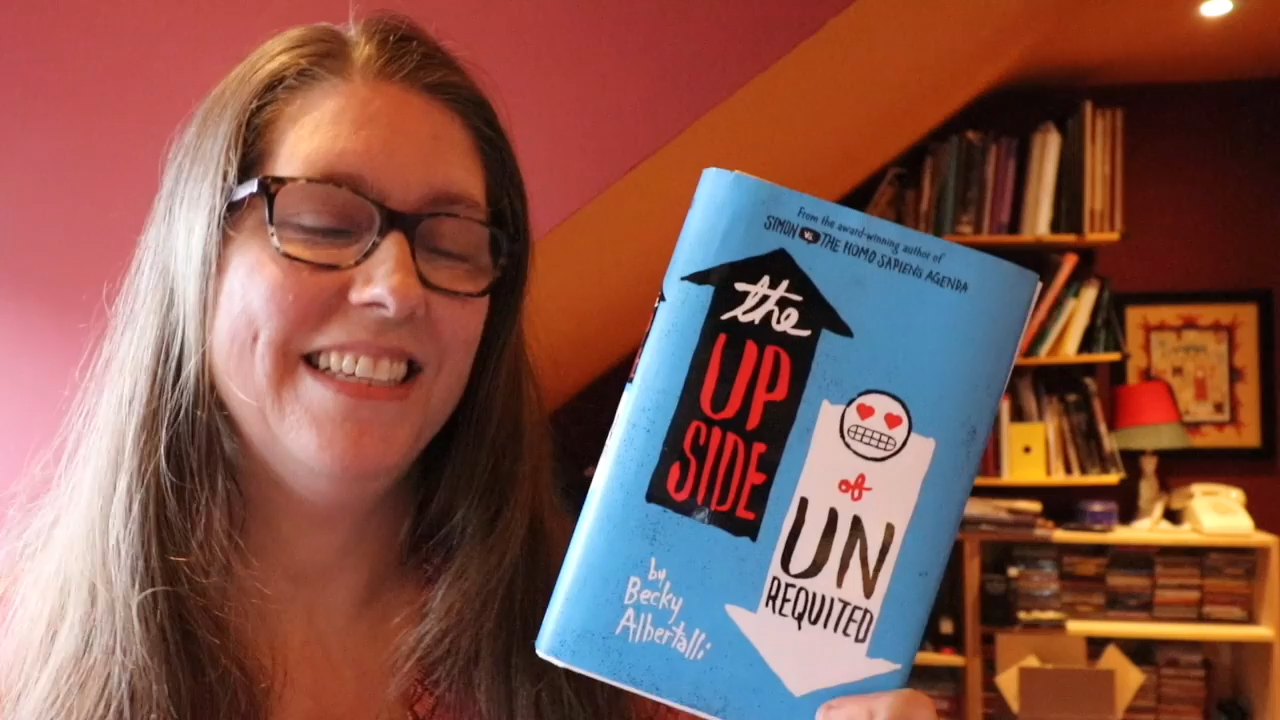 From the award-winning author of
SIMON VS. THE HOMO SAPIENS AGENDA
the
UP
SIDE
of
UN
REQUITED
by
Becky
Albertalli